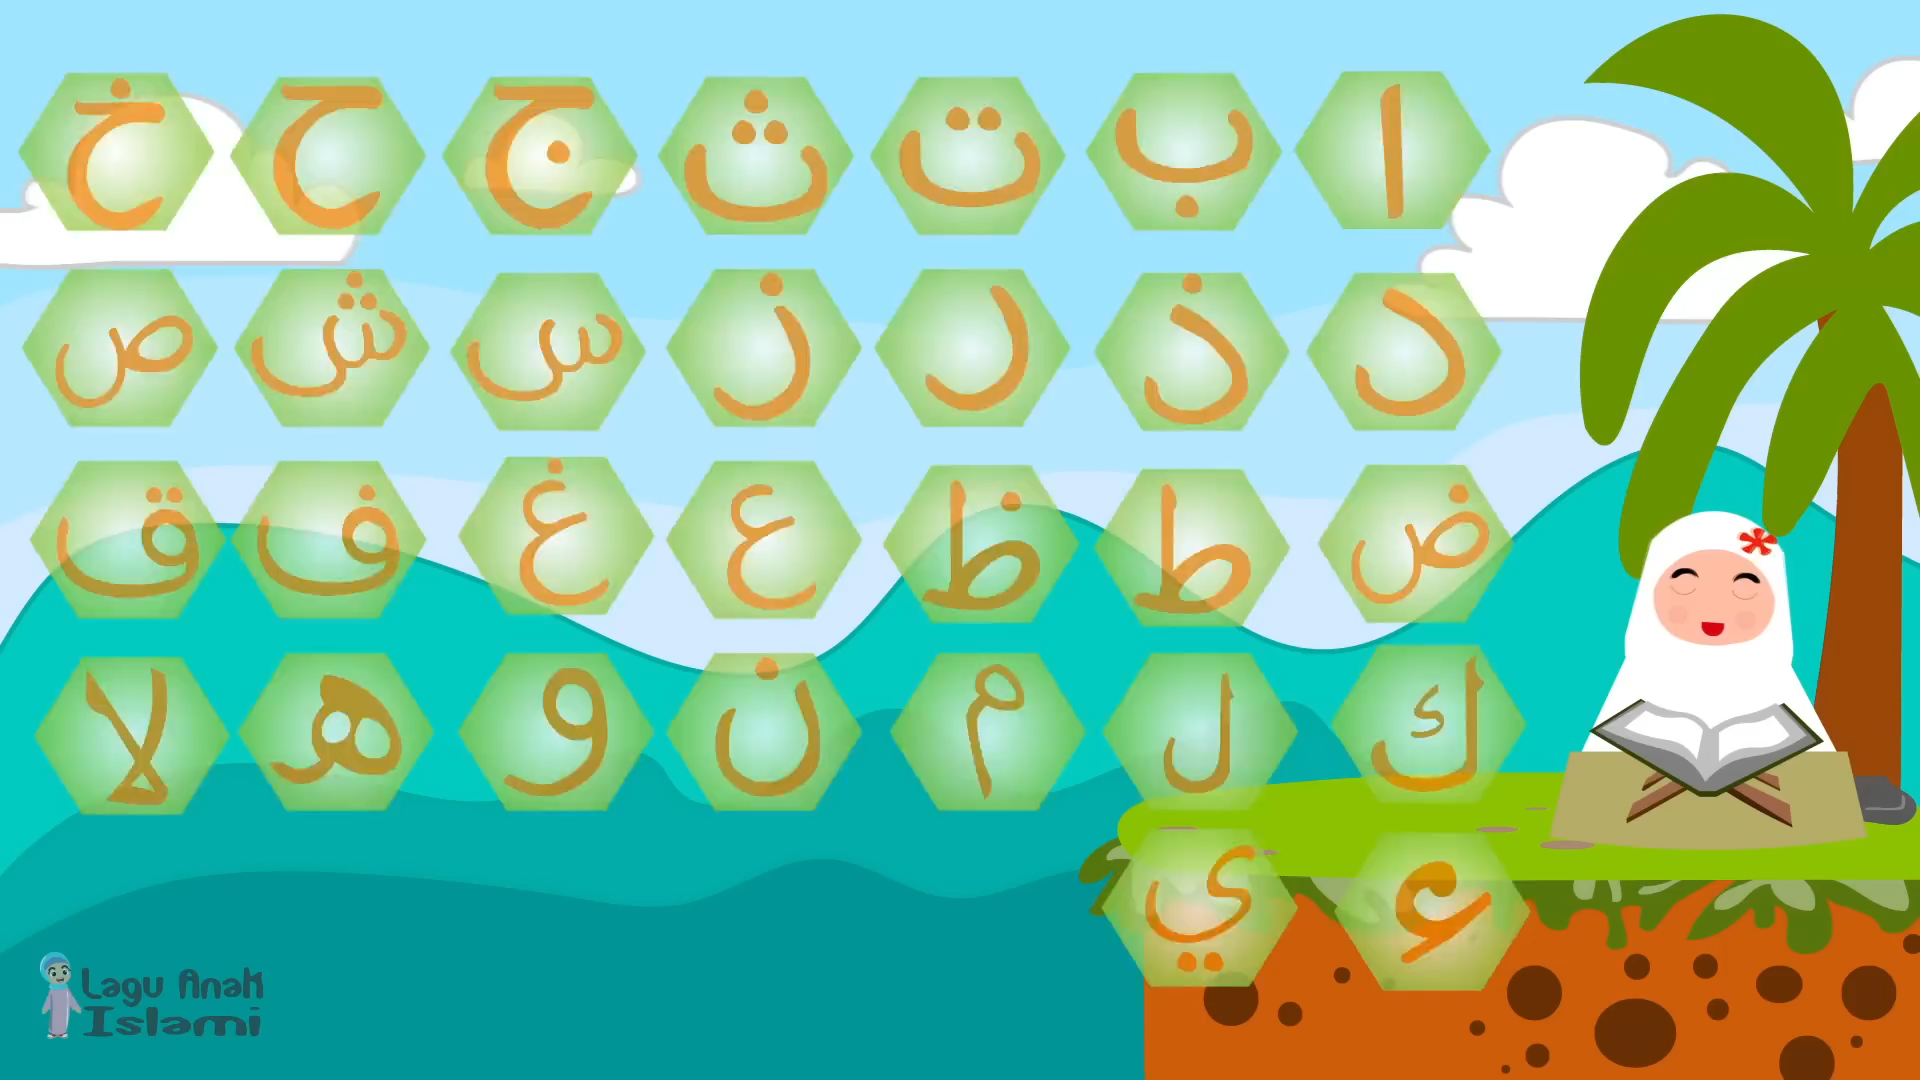 ا ب ت ث ج ح خ
د ذ ر ز س ش ص
ض ط ظ ع غ ف ق
ك ل م ن و ه لا
ء ي
Lagu Anak
Islami